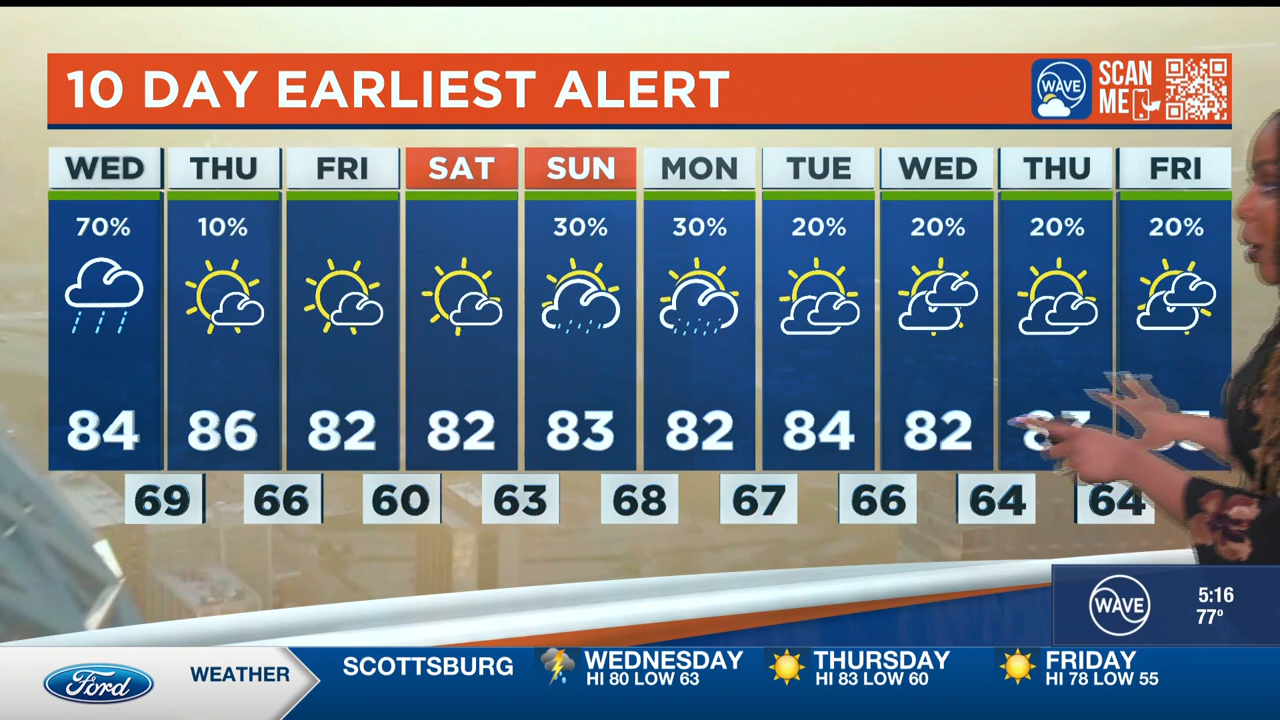 10 DAY EARLIEST ALERT
WAVE
SCAN
ME
WED THU FRI SAT SUN MON TUE WED THU FRI
70% 10% 30% 30% 20% 20% 20% 20%
84 86 82 82 83 82 84 82
69 66 60 63 68 67 66 64 64
WAVE
5:16
77º
Ford
WEATHER
SCOTTSBURG
WEDNESDAY
HI 80 LOW 63
THURSDAY
HI 83 LOW 60
FRIDAY
HI 78 LOW 55